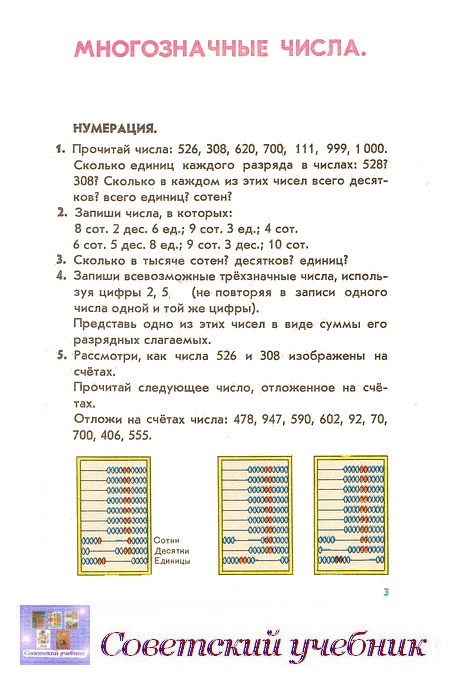 МНОГОЗНАЧНЫЕ ЧИСЛА.
НУМЕРАЦИЯ.
1. Прочитай числа: 526, 308, 620, 700, 111, 999, 1 000.
Сколько единиц каждого разряда в числах: 528?
308? Сколько в каждом из этих чисел всего десят-
ков? всего единиц? сотен?
2. Запиши числа, в которых:
8 сот. 2 дес. 6 ед.; 9 сот. 3 ед.; 4 сот.
6 сот. 5 дес. 8 ед.; 9 сот. 3 дес.; 10 сот.
3. Сколько в тысяче сотен? десятков? единиц?
4. Запиши всевозможные трёхзначные числа, исполь-
зуя цифры 2, 5, (не повторяя в записи одного
числа одной и той же цифры).
Представь одно из этих чисел в виде суммы его
разрядных слагаемых.
5. Рассмотри, как числа 526 и 308 изображены на
счётах.
Прочитай следующее число, отложенное на счё-
тах.
Отложи на счётах числа: 478, 947, 590, 602, 92, 70,
700, 406, 555.
Сотни
Десятки
Единицы
3
Советский учебник
Советский учебник